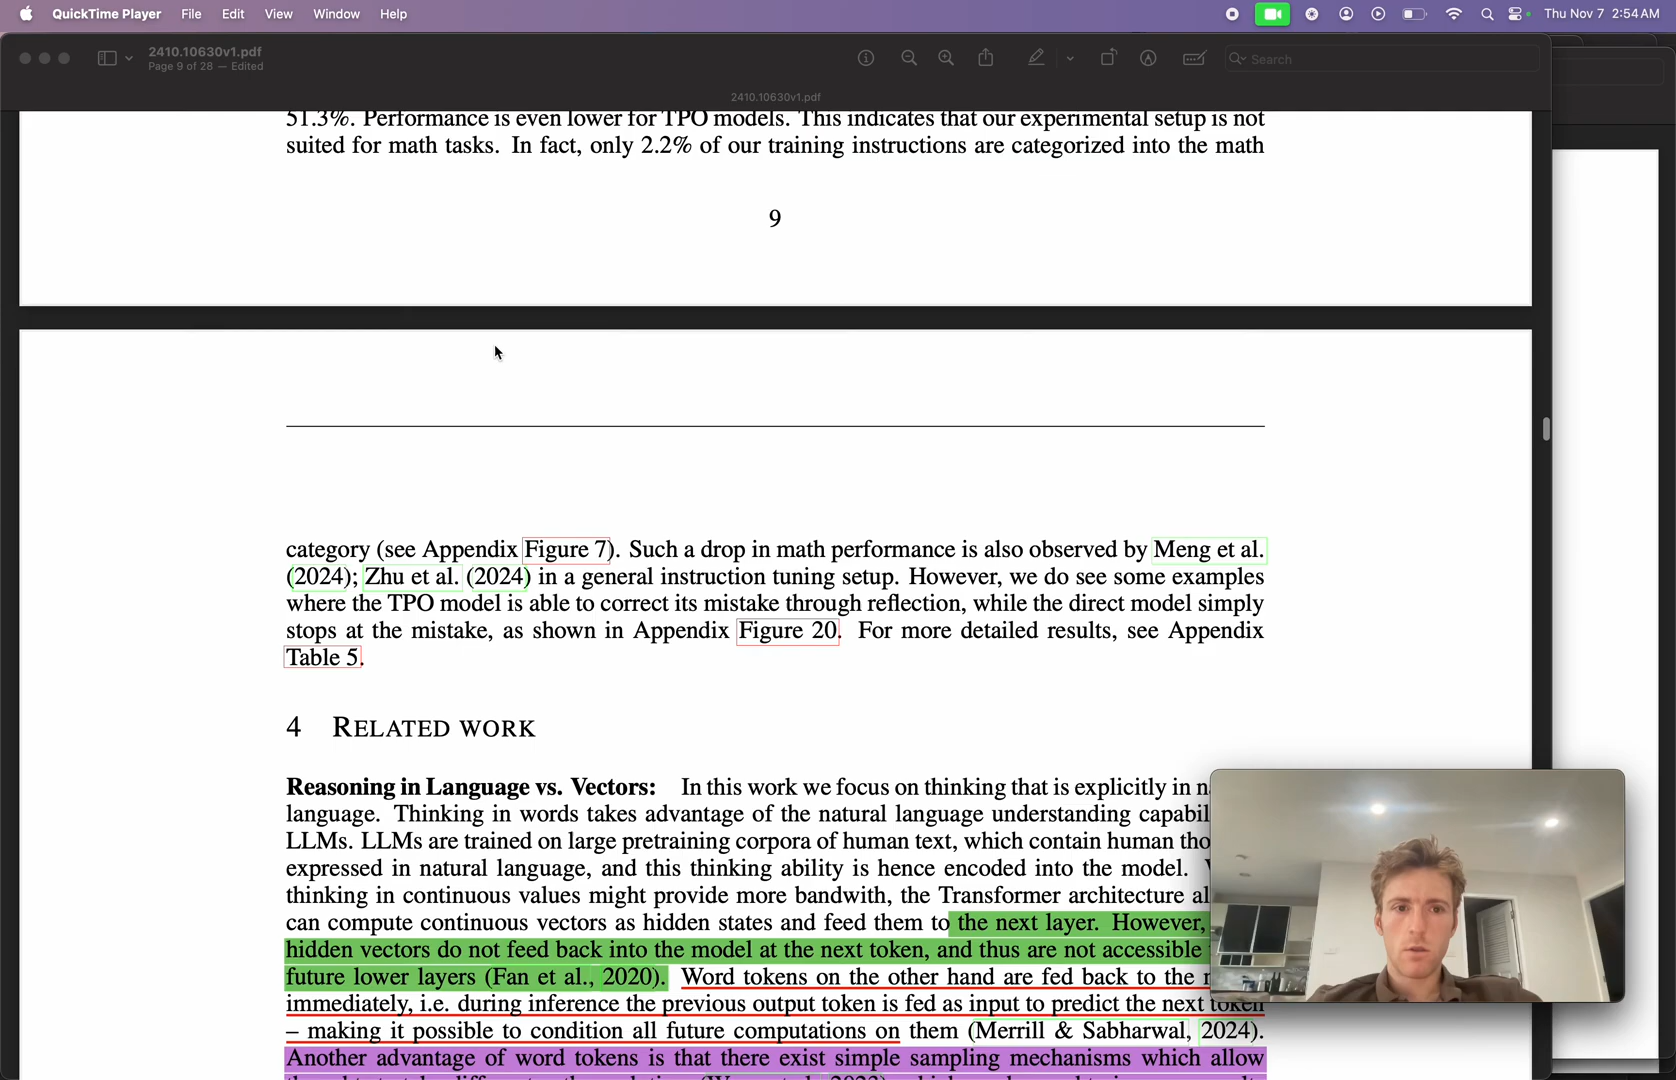 QuickTime Player File Edit View Window Help Thu Nov 7 2:54 AM
2410.10630v1.pdf
Page 9 of 28 — Edited
Search
2410.10630v1.pdf
51.3%. Performance is even lower for TPO models. This indicates that our experimental setup is not
suited for math tasks. In fact, only 2.2% of our training instructions are categorized into the math
9
category (see Appendix Figure 7). Such a drop in math performance is also observed by Meng et al.
(2024); Zhu et al. (2024) in a general instruction tuning setup. However, we do see some examples
where the TPO model is able to correct its mistake through reflection, while the direct model simply
stops at the mistake, as shown in Appendix Figure 20. For more detailed results, see Appendix
Table 5.
4 RELATED WORK
Reasoning in Language vs. Vectors: In this work we focus on thinking that is explicitly in n
language. Thinking in words takes advantage of the natural language understanding capabil
LLMs. LLMs are trained on large pretraining corpora of human text, which contain human tho
expressed in natural language, and this thinking ability is hence encoded into the model.
thinking in continuous values might provide more bandwith, the Transformer architecture al
can compute continuous vectors as hidden states and feed them to the next layer. However,
hidden vectors do not feed back into the model at the next token, and thus are not accessible
future lower layers (Fan et al., 2020). Word tokens on the other hand are fed back to the
immediately, i.e. during inference the previous output token is fed as input to predict the next token
– making it possible to condition all future computations on them (Merrill & Sabharwal, 2024).
Another advantage of word tokens is that there exist simple sampling mechanisms which allow